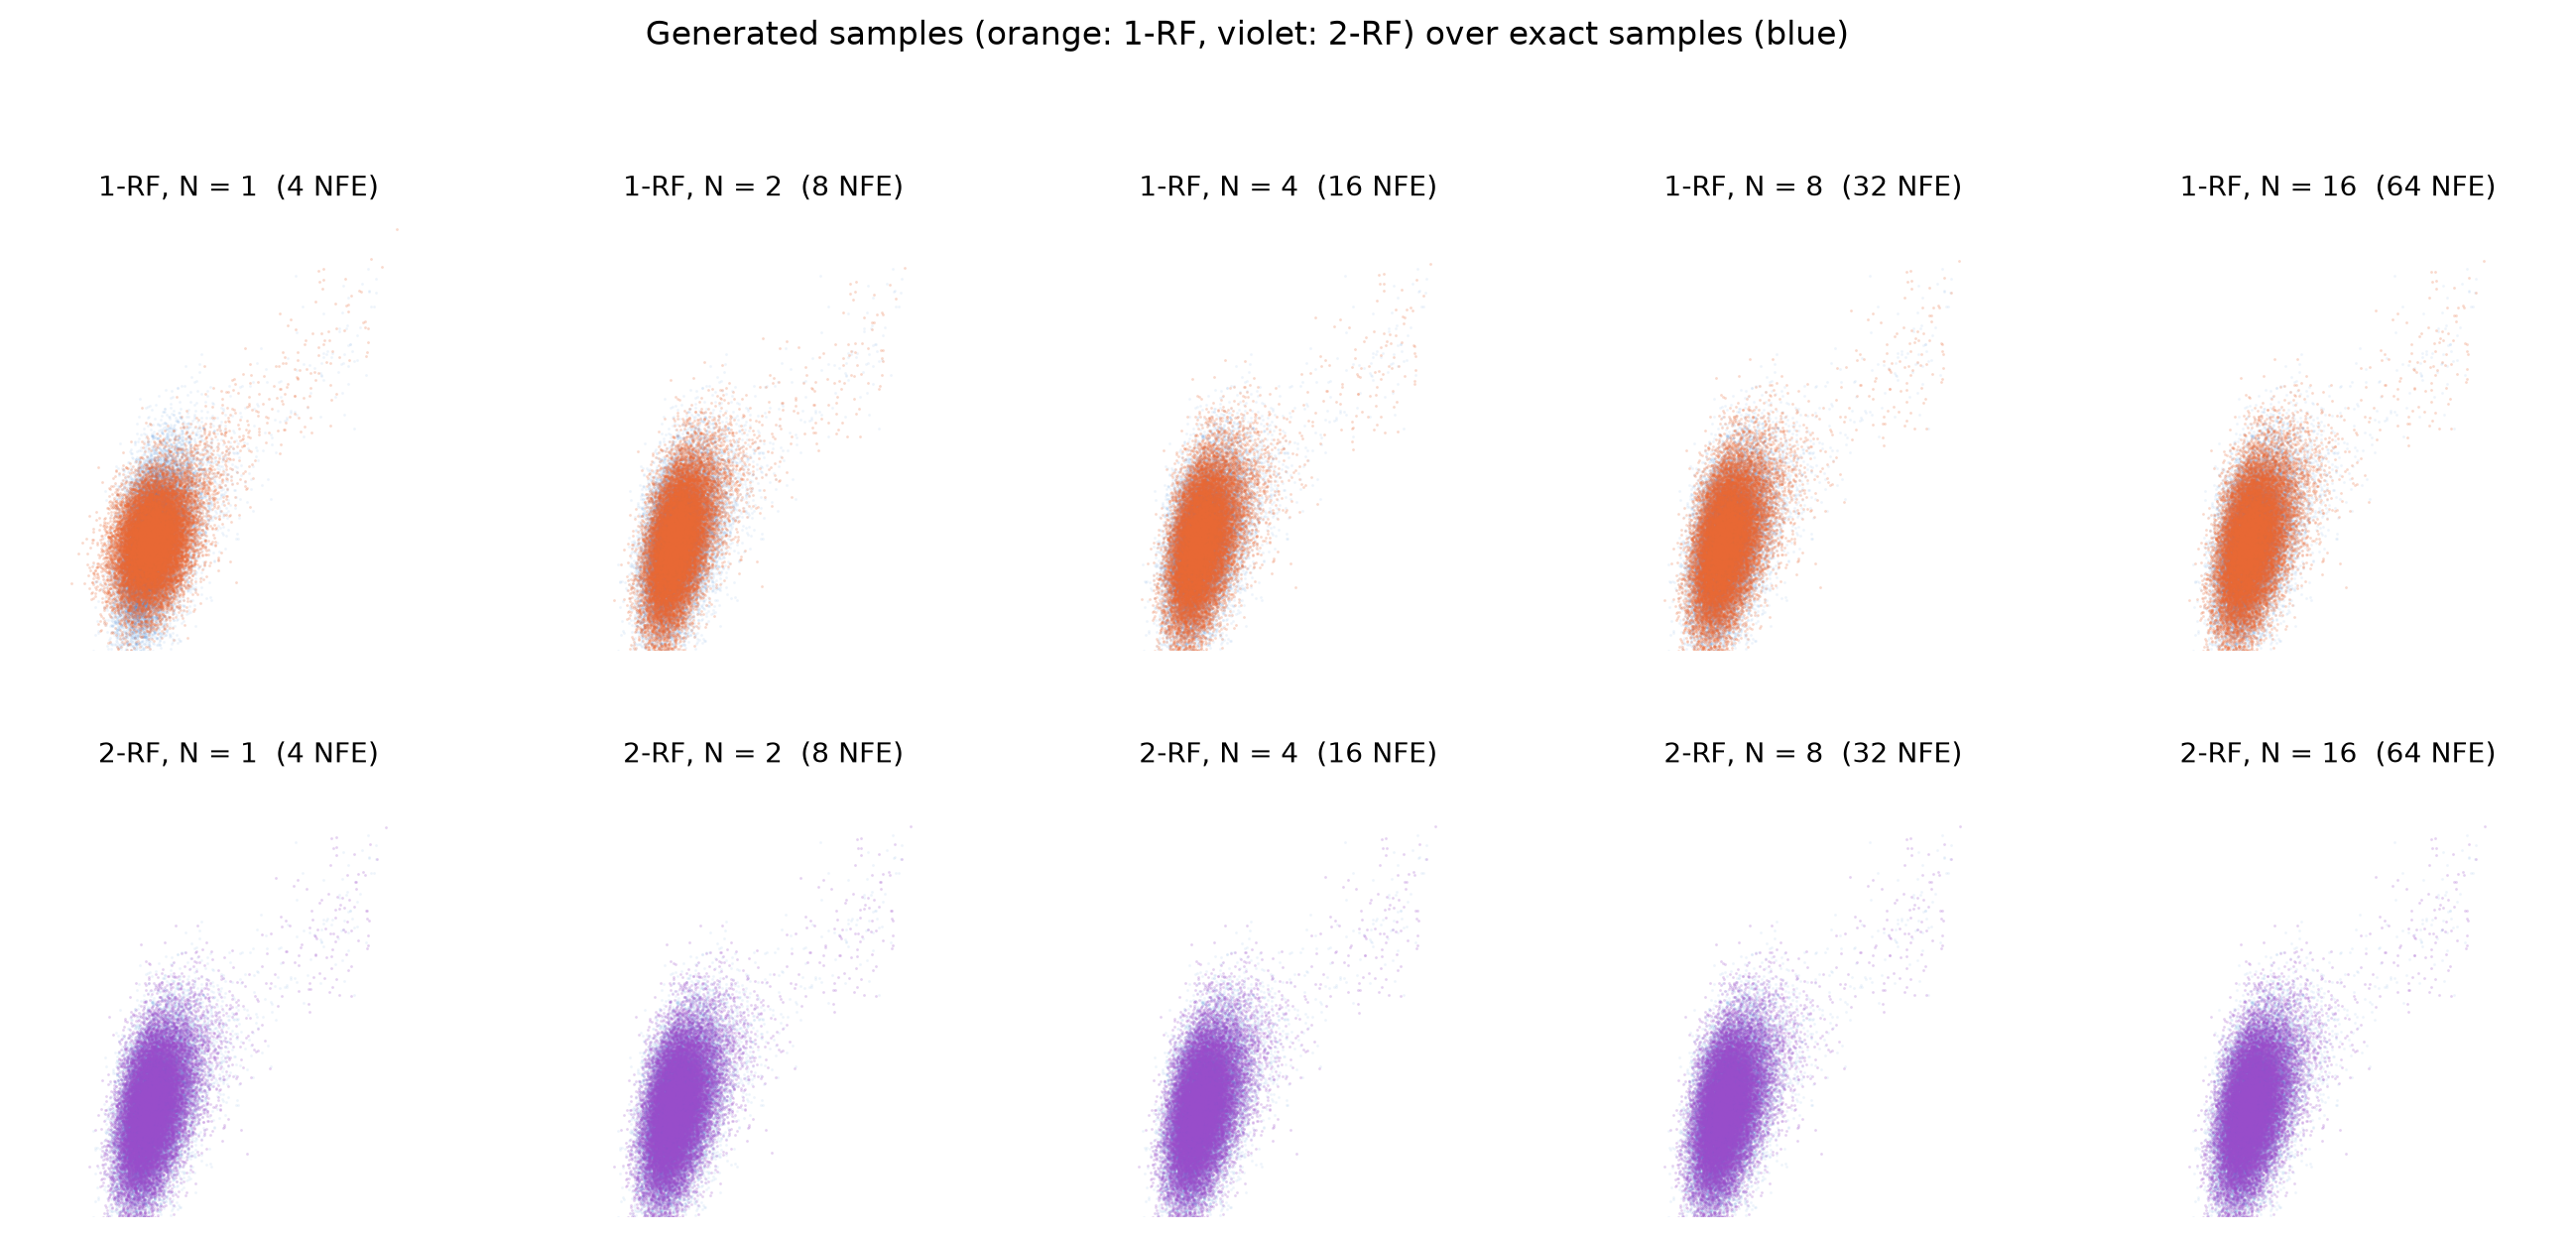 Generated samples (orange: 1-RF, violet: 2-RF) over exact samples (blue)
1-RF, N = 1  (4 NFE)
1-RF, N = 2  (8 NFE)
1-RF, N = 4  (16 NFE)
1-RF, N = 8  (32 NFE)
1-RF, N = 16  (64 NFE)
2-RF, N = 1  (4 NFE)
2-RF, N = 2  (8 NFE)
2-RF, N = 4  (16 NFE)
2-RF, N = 8  (32 NFE)
2-RF, N = 16  (64 NFE)